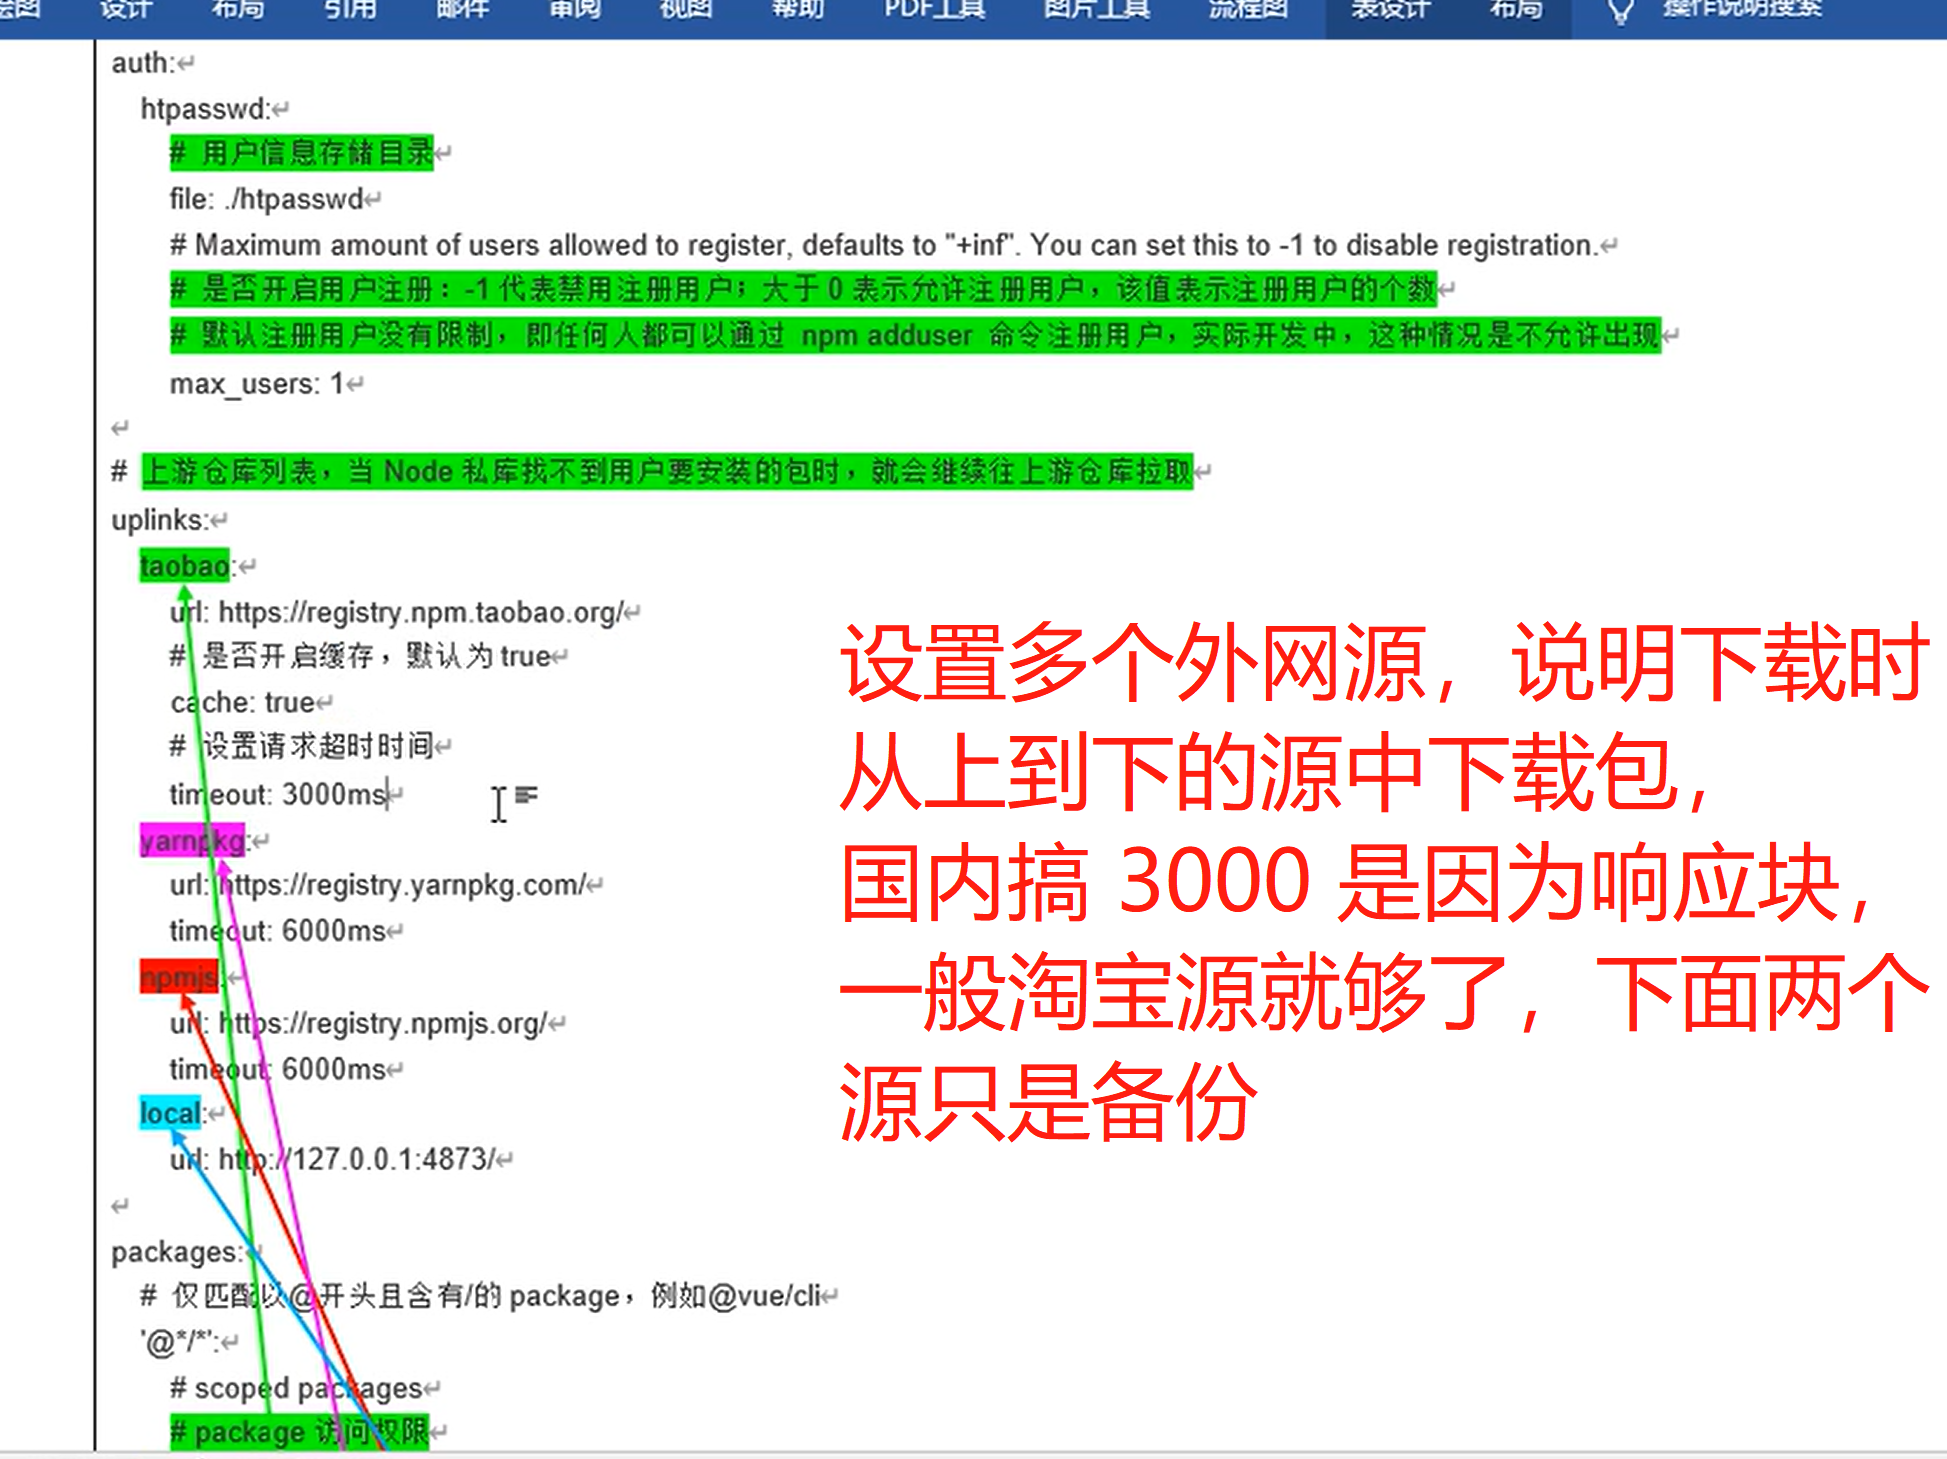 绘图 设计 布局 引用 邮件 审阅 视图 帮助 PDF工具 图片工具 流程图 表设计 布局 操作说明搜索
auth:
htpasswd:
# 用户信息存储目录
file: ./htpasswd
# Maximum amount of users allowed to register, defaults to "+inf". You can set this to -1 to disable registration.
# 是否开启用户注册：-1 代表禁用注册用户；大于 0 表示允许注册用户，该值表示注册用户的个数
# 默认注册用户没有限制，即任何人都可以通过 npm adduser 命令注册用户，实际开发中，这种情况是不允许出现
max_users: 1
# 上游仓库列表，当 Node 私库找不到用户要安装的包时，就会继续往上游仓库拉取
uplinks:
taobao:
url: https://registry.npm.taobao.org/
# 是否开启缓存，默认为 true
cache: true
# 设置请求超时时间
timeout: 3000ms
yarnpkg:
url: https://registry.yarnpkg.com/
timeout: 6000ms
npmjs:
url: https://registry.npmjs.org/
timeout: 6000ms
local:
url: http://127.0.0.1:4873/
packages:
# 仅匹配以@开头且含有/的 package，例如@vue/cli
'@*/*':
# scoped packages
# package 访问权限
设置多个外网源，说明下载时
从上到下的源中下载包，
国内搞 3000 是因为响应块，
一般淘宝源就够了，下面两个
源只是备份